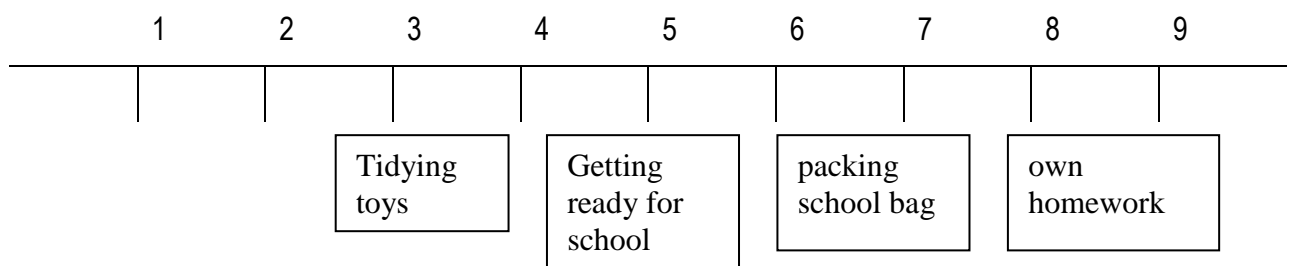 1 2 3 4 5 6 7 8 9
Tidying
toys
Getting
ready for
school
packing
school bag
own
homework